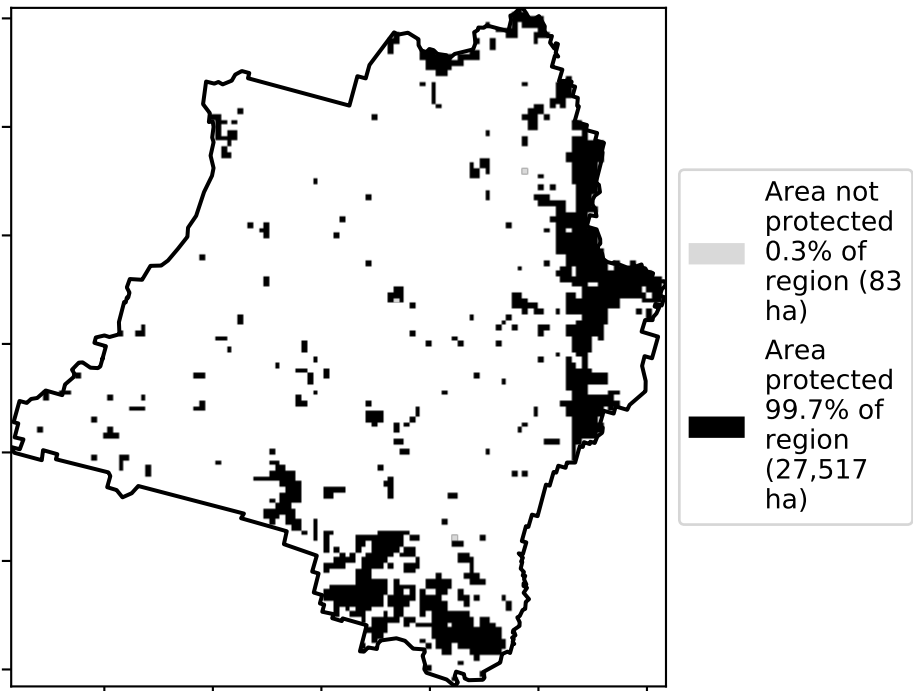 Area not
protected
0.3% of
region (83
ha)
Area
protected
99.7% of
region
(27,517
ha)